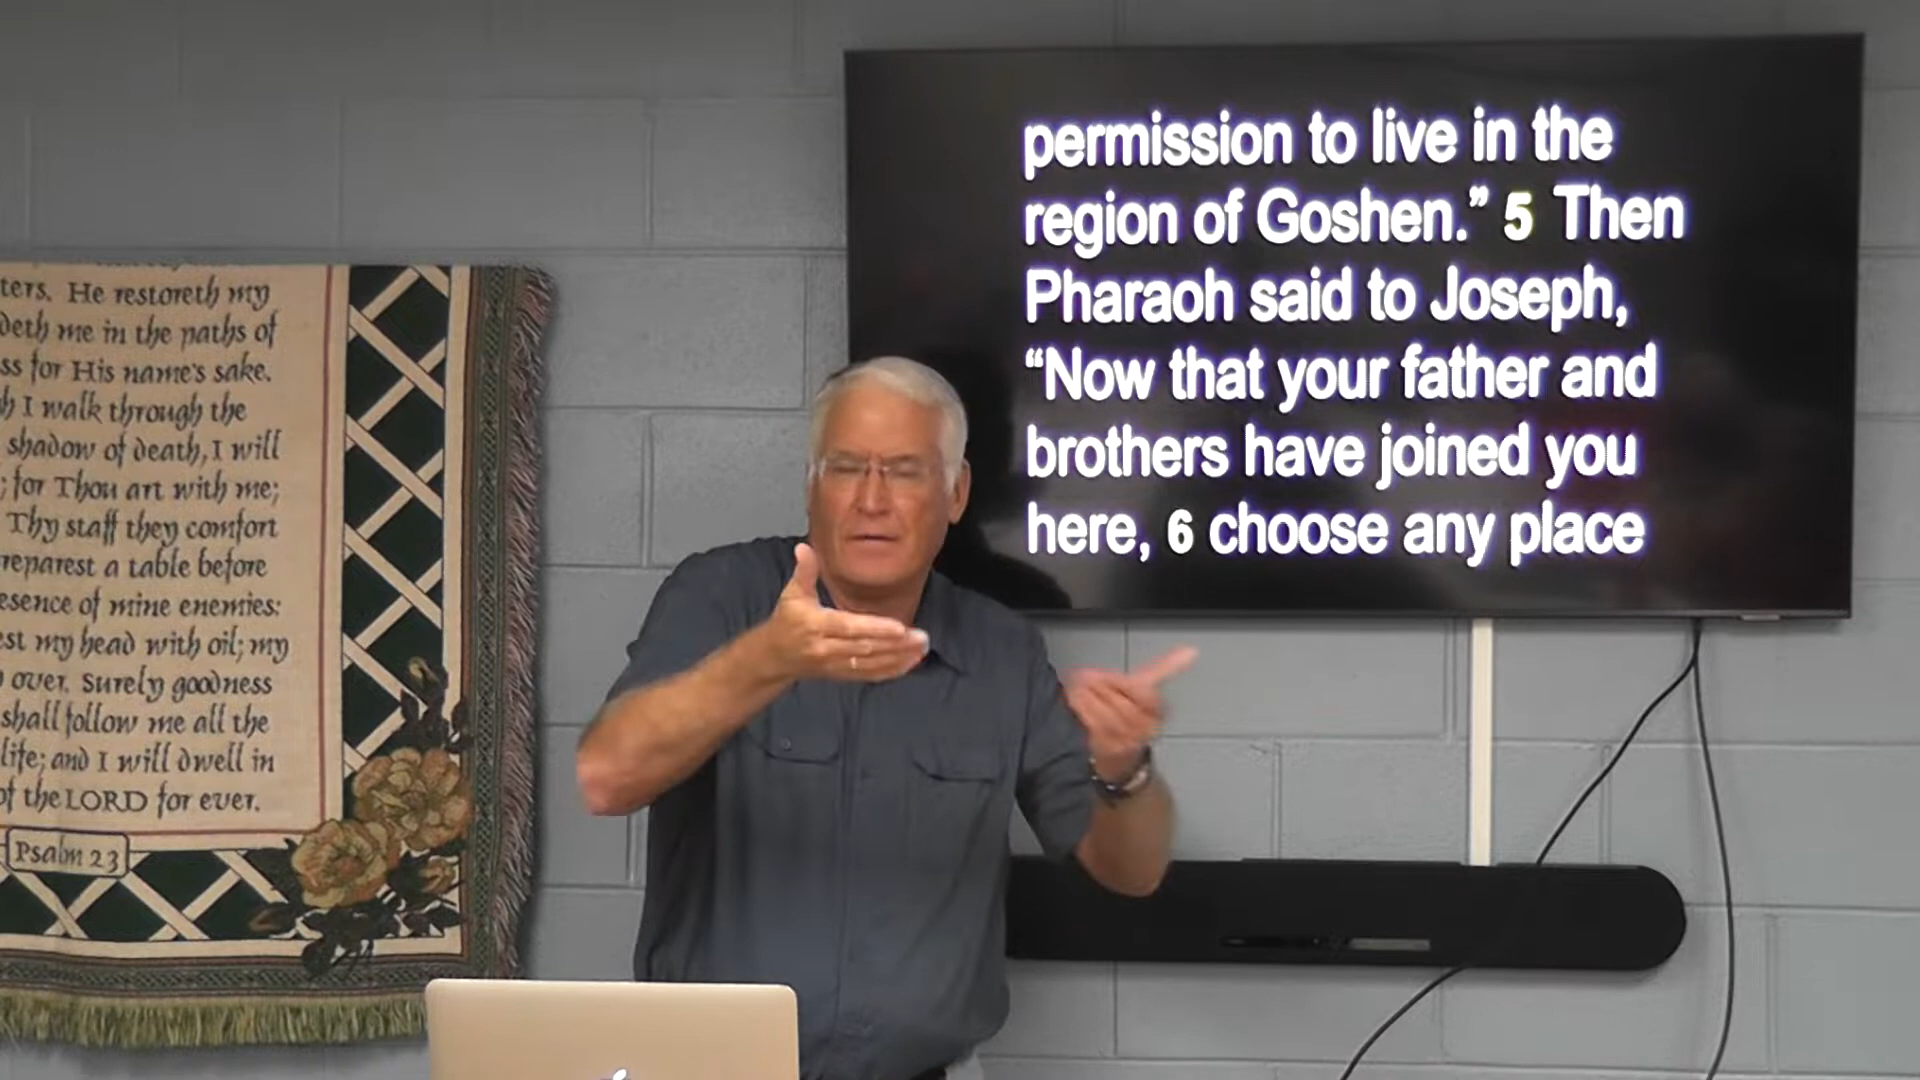 ters. He restoreth my
deth me in the paths of
ss for His name's sake.
h I walk through the
shadow of death, I will
; for Thou art with me;
Thy staff they comfort
reparest a table before
esence of mine enemies:
est my head with oil; my
over. Surely goodness
shall follow me all the
life; and I will dwell in
of the LORD for ever.
Psalm 23
permission to live in the
region of Goshen.” 5 Then
Pharaoh said to Joseph,
“Now that your father and
brothers have joined you
here, 6 choose any place